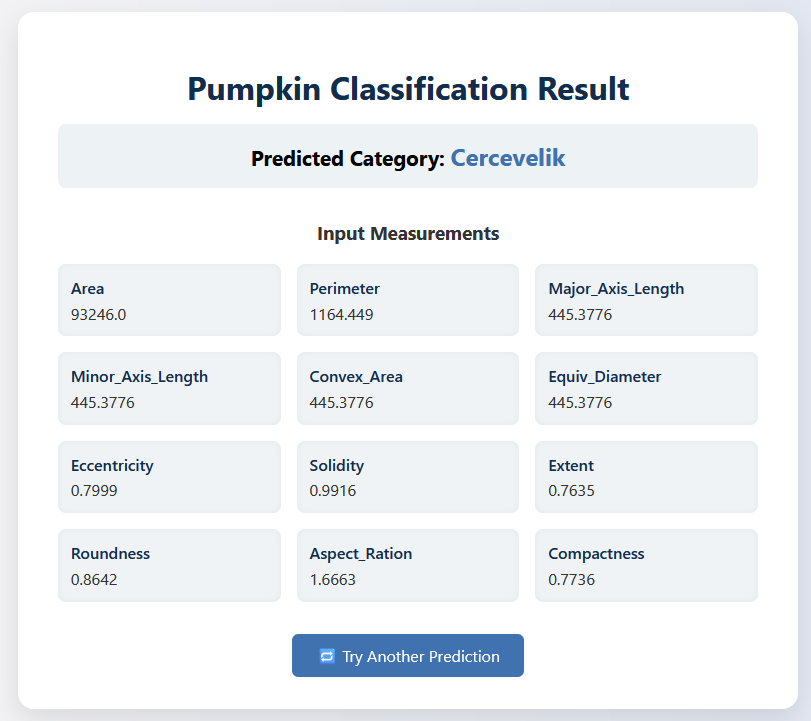 Pumpkin Classification Result
Predicted Category: Cercevelik
Input Measurements
Area
93246.0
Perimeter
1164.449
Major_Axis_Length
445.3776
Minor_Axis_Length
445.3776
Convex_Area
445.3776
Equiv_Diameter
445.3776
Eccentricity
0.7999
Solidity
0.9916
Extent
0.7635
Roundness
0.8642
Aspect_Ration
1.6663
Compactness
0.7736
🔁 Try Another Prediction